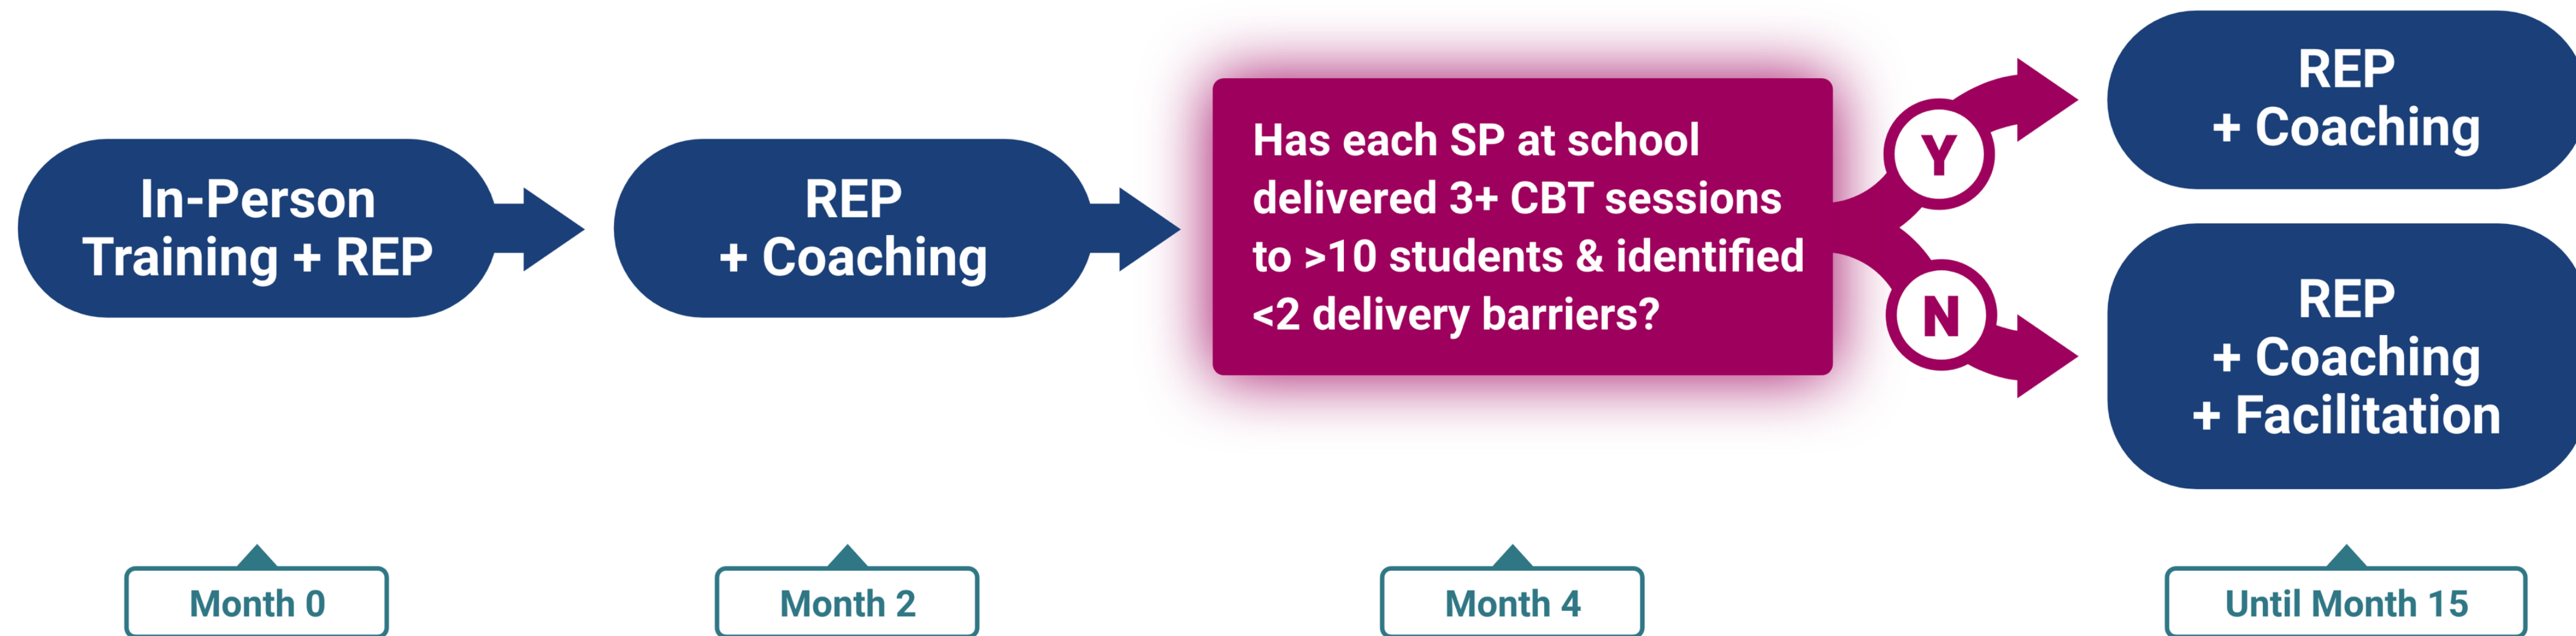 In-Person
Training + REP
REP
+ Coaching
Has each SP at school
delivered 3+ CBT sessions
to >10 students & identified
<2 delivery barriers?
Y
N
REP
+ Coaching
REP
+ Coaching
+ Facilitation
Month 0
Month 2
Month 4
Until Month 15